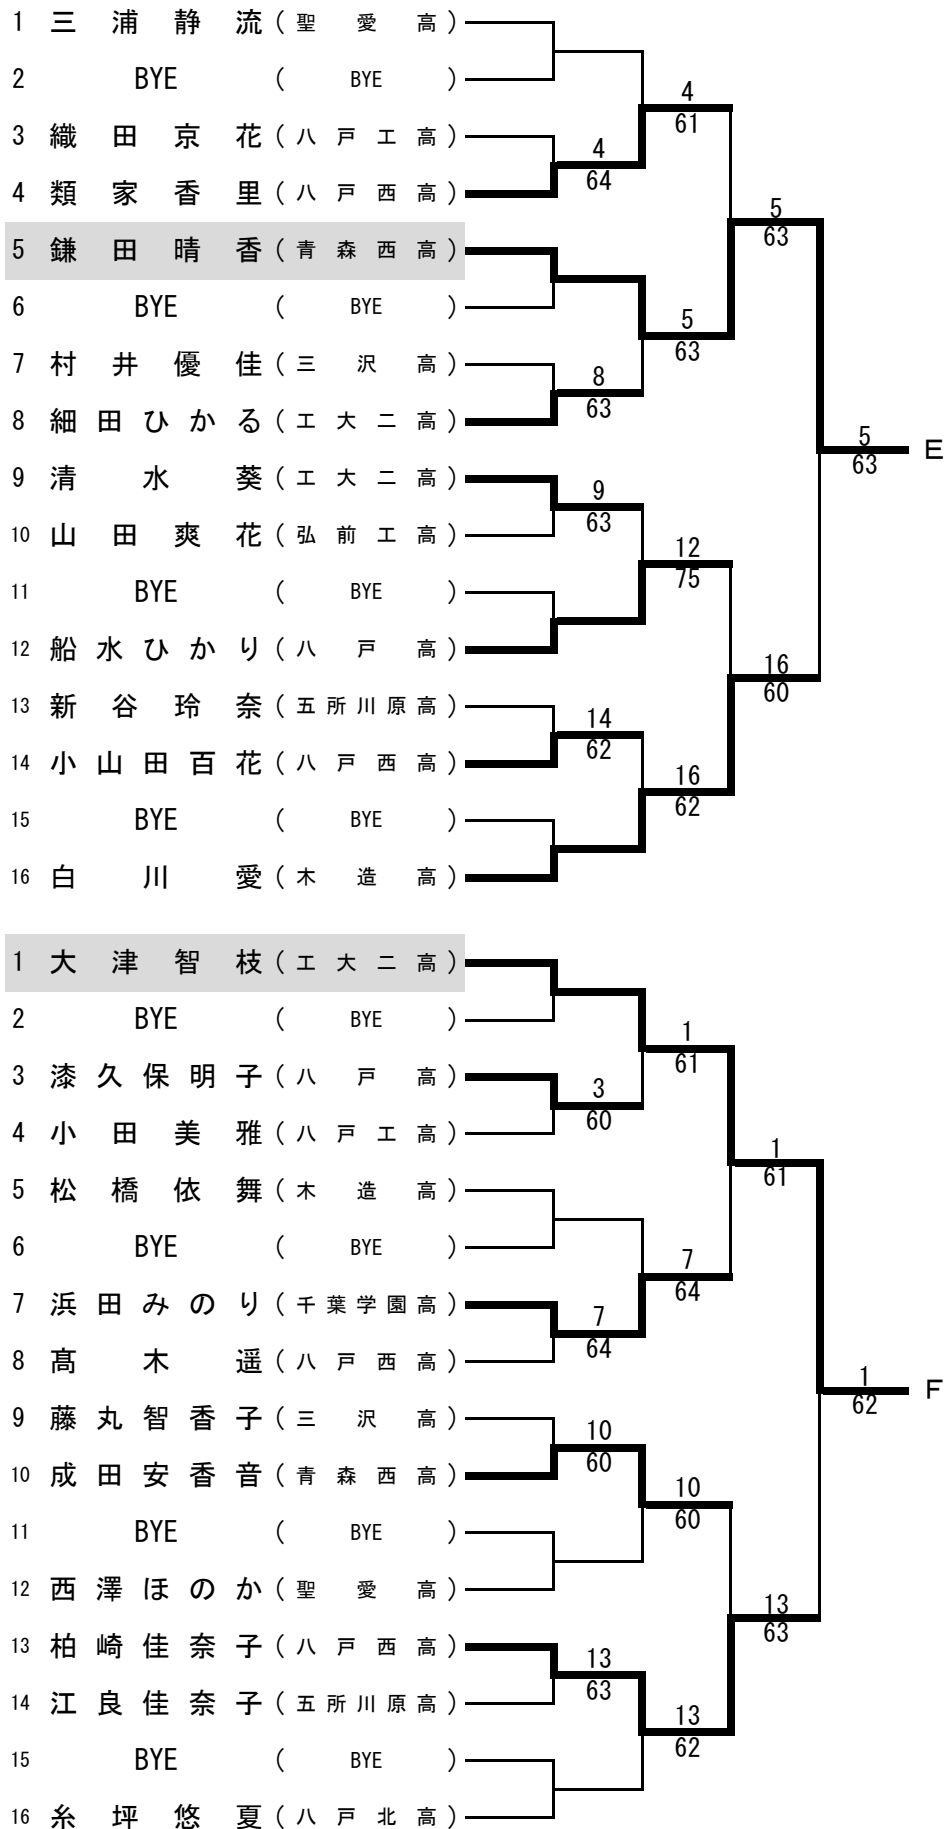 1 三浦静流(聖愛高)
2 BYE (BYE)
4
61
3 織田京花(八戸工高)
4
64
4 類家香里(八戸西高)
5
63
5 鎌田晴香(青森西高)
6 BYE (BYE)
5
63
7 村井優佳(三沢高)
8
63
8 細田ひかる(工大二高)
5
63
E
9 清水葵(工大二高)
9
63
10 山田爽花(弘前工高)
12
75
11 BYE (BYE)
12 船水ひかり(八戸高)
16
60
13 新谷玲奈(五所川原高)
14
62
14 小山田百花(八戸西高)
16
62
15 BYE (BYE)
16 白川愛(木造高)
1 大津智枝(工大二高)
2 BYE (BYE)
1
61
3 漆久保明子(八戸高)
3
60
4 小田美雅(八戸工高)
1
61
5 松橋依舞(木造高)
6 BYE (BYE)
7
64
7 浜田みのり(千葉学園高)
7
64
8 髙木遥(八戸西高)
1
62
F
9 藤丸智香子(三沢高)
10
60
10 成田安香音(青森西高)
10
60
11 BYE (BYE)
12 西澤ほのか(聖愛高)
13
63
13 柏崎佳奈子(八戸西高)
13
63
14 江良佳奈子(五所川原高)
13
62
15 BYE (BYE)
16 糸坪悠夏(八戸北高)